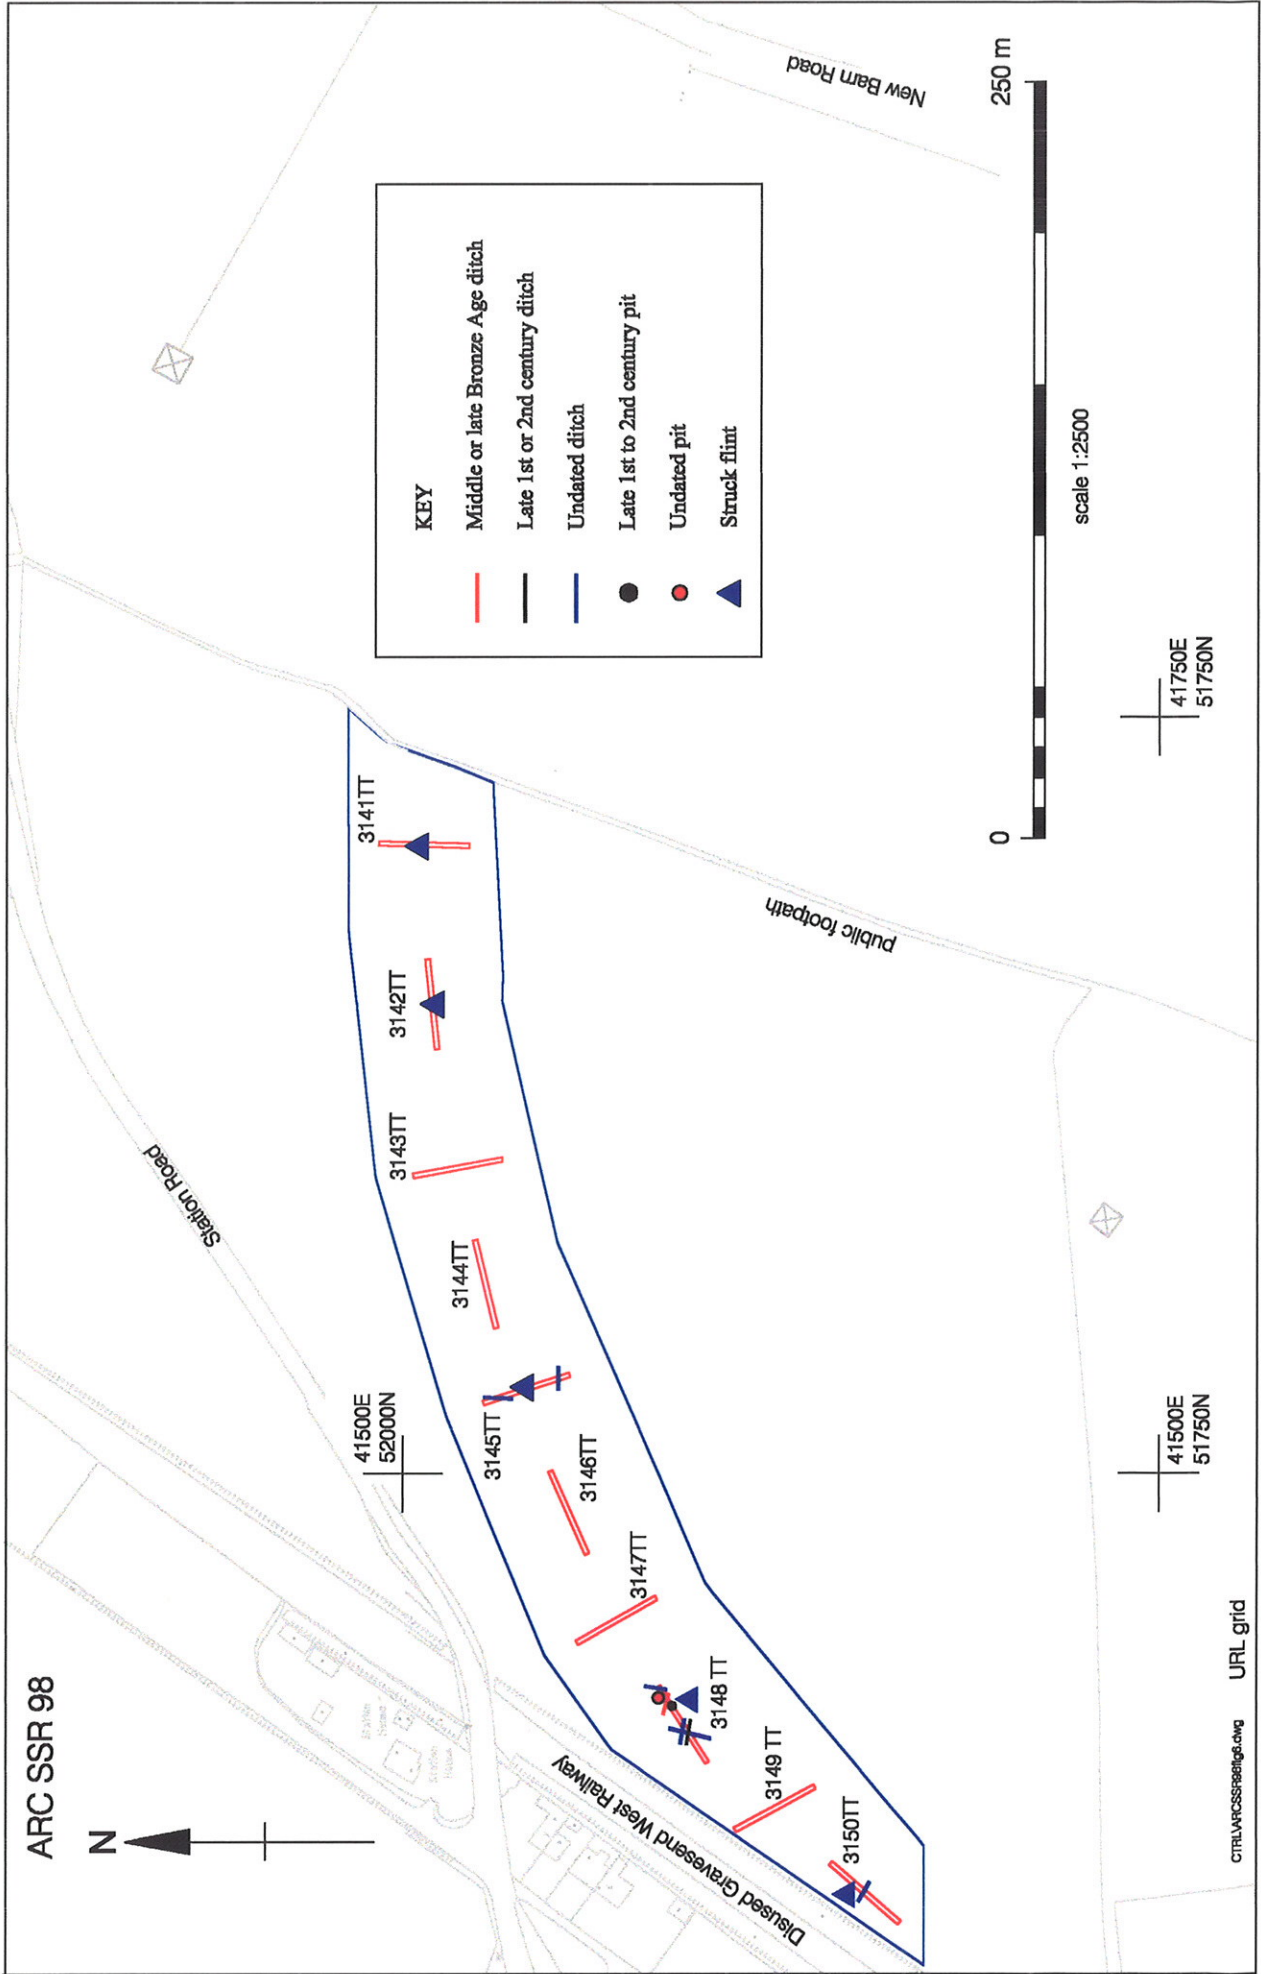 ARC SSR 98
N
Station Road
New Barn Road
public footpath
Disused Gravesend West Railway
41500E
52000N
3141TT
3142TT
3143TT
3144TT
3145TT
3146TT
3147TT
3148 TT
3149 TT
3150TT
KEY
Middle or late Bronze Age ditch
Late 1st or 2nd century ditch
Undated ditch
Late 1st to 2nd century pit
Undated pit
Struck flint
0
250 m
scale 1:2500
41500E
51750N
41750E
51750N
URL grid